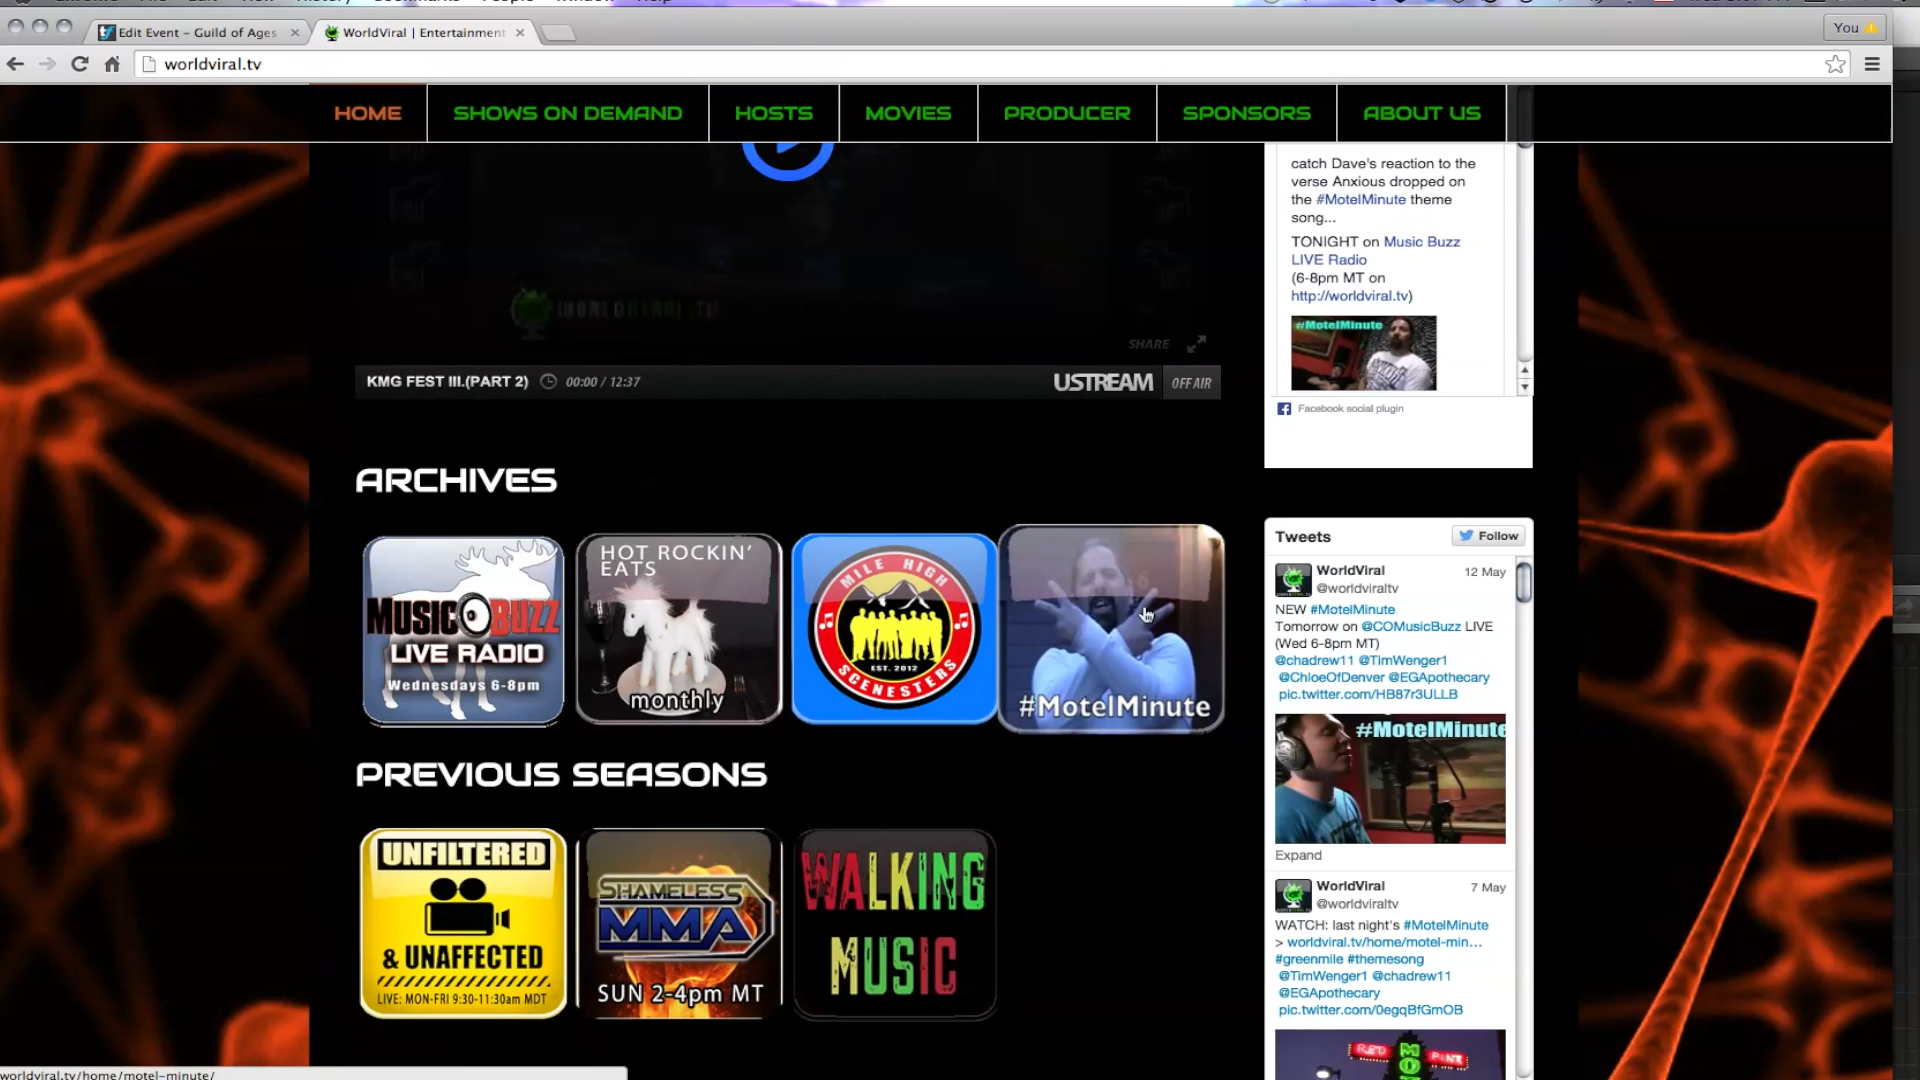 Edit Event – Guild of Ages
WorldViral | Entertainment
You
worldviral.tv
HOME
SHOWS ON DEMAND
HOSTS
MOVIES
PRODUCER
SPONSORS
ABOUT US
WORLDVIRAL.TV
SHARE
KMG FEST III.(PART 2)
00:00 / 12:37
USTREAM
OFF AIR
catch Dave's reaction to the
verse Anxious dropped on
the #MotelMinute theme
song...
TONIGHT on Music Buzz
LIVE Radio
(6-8pm MT on
http://worldviral.tv)
#MotelMinute
Facebook social plugin
ARCHIVES
MUSIC BUZZ
LIVE RADIO
Wednesdays 6-8pm
HOT ROCKIN'
EATS
monthly
MILE HIGH
EST. 2012
SCENESTERS
#MotelMinute
PREVIOUS SEASONS
UNFILTERED
& UNAFFECTED
LIVE: MON-FRI 9:30-11:30am MDT
SHAMELESS
MMA
SUN 2-4pm MT
WALKING
MUSIC
Tweets
Follow
WorldViral
12 May
@worldviraltv
NEW #MotelMinute
Tomorrow on @COMusicBuzz LIVE
(Wed 6-8pm MT)
@chadrew11 @TimWenger1
@ChloeOfDenver @EGApothecary
pic.twitter.com/HB87r3ULLB
#MotelMinute
Expand
WorldViral
7 May
@worldviraltv
WATCH: last night's #MotelMinute
> worldviral.tv/home/motel-min…
#greenmile #themesong
@TimWenger1 @chadrew11
@EGApothecary
pic.twitter.com/0egqBfGmOB
RED PINE
MO
worldviral.tv/home/motel-minute/